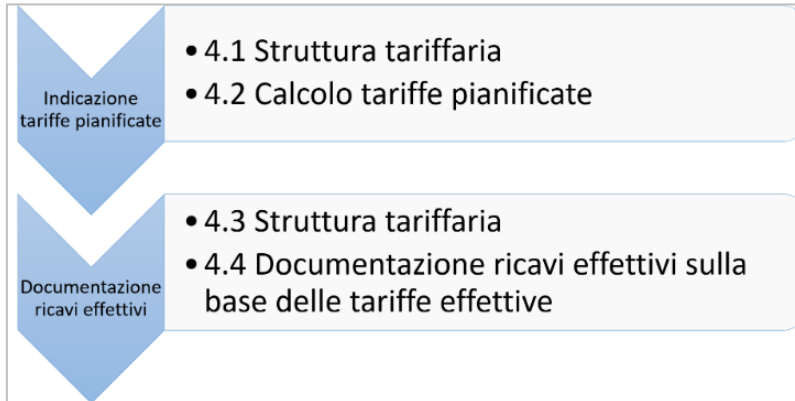 Indicazione
tariffe pianificate
• 4.1 Struttura tariffaria
• 4.2 Calcolo tariffe pianificate
Documentazione
ricavi effettivi
• 4.3 Struttura tariffaria
• 4.4 Documentazione ricavi effettivi sulla
base delle tariffe effettive